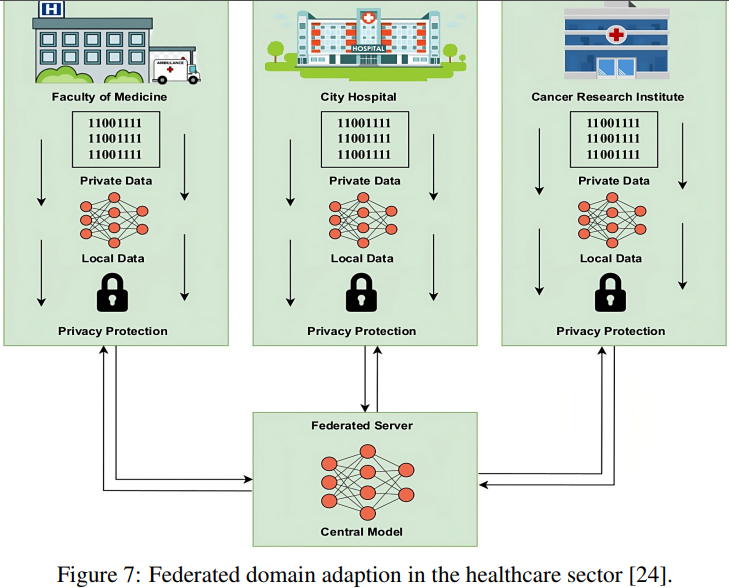 H
AMBULANCE
HOSPITAL
Faculty of Medicine
City Hospital
Cancer Research Institute
11001111
11001111
11001111
11001111
11001111
11001111
11001111
11001111
11001111
Private Data
Private Data
Private Data
Local Data
Local Data
Local Data
Privacy Protection
Privacy Protection
Privacy Protection
Federated Server
Central Model
Figure 7: Federated domain adaption in the healthcare sector [24].